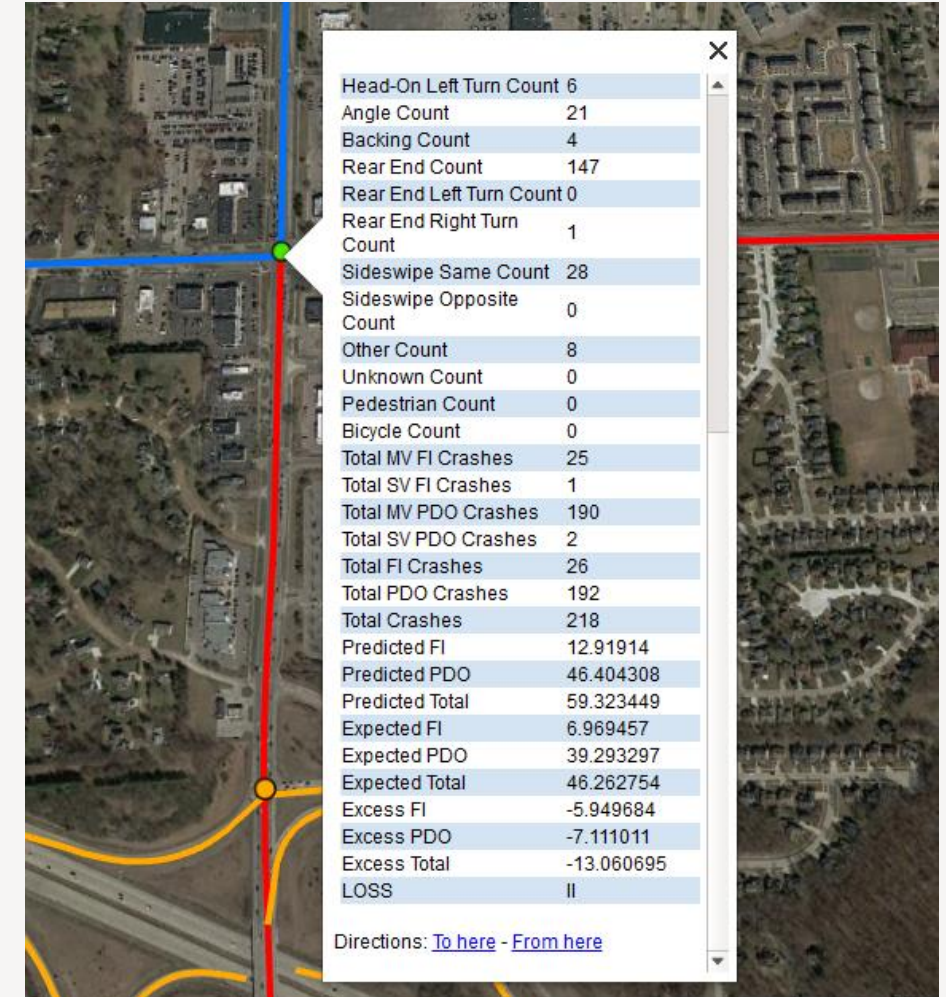 Head-On Left Turn Count 6
Angle Count 21
Backing Count 4
Rear End Count 147
Rear End Left Turn Count 0
Rear End Right Turn
Count 1
Sideswipe Same Count 28
Sideswipe Opposite
Count 0
Other Count 8
Unknown Count 0
Pedestrian Count 0
Bicycle Count 0
Total MV FI Crashes 25
Total SV FI Crashes 1
Total MV PDO Crashes 190
Total SV PDO Crashes 2
Total FI Crashes 26
Total PDO Crashes 192
Total Crashes 218
Predicted FI 12.91914
Predicted PDO 46.404308
Predicted Total 59.323449
Expected FI 6.969457
Expected PDO 39.293297
Expected Total 46.262754
Excess FI -5.949684
Excess PDO -7.111011
Excess Total -13.060695
LOSS II
Directions: To here - From here